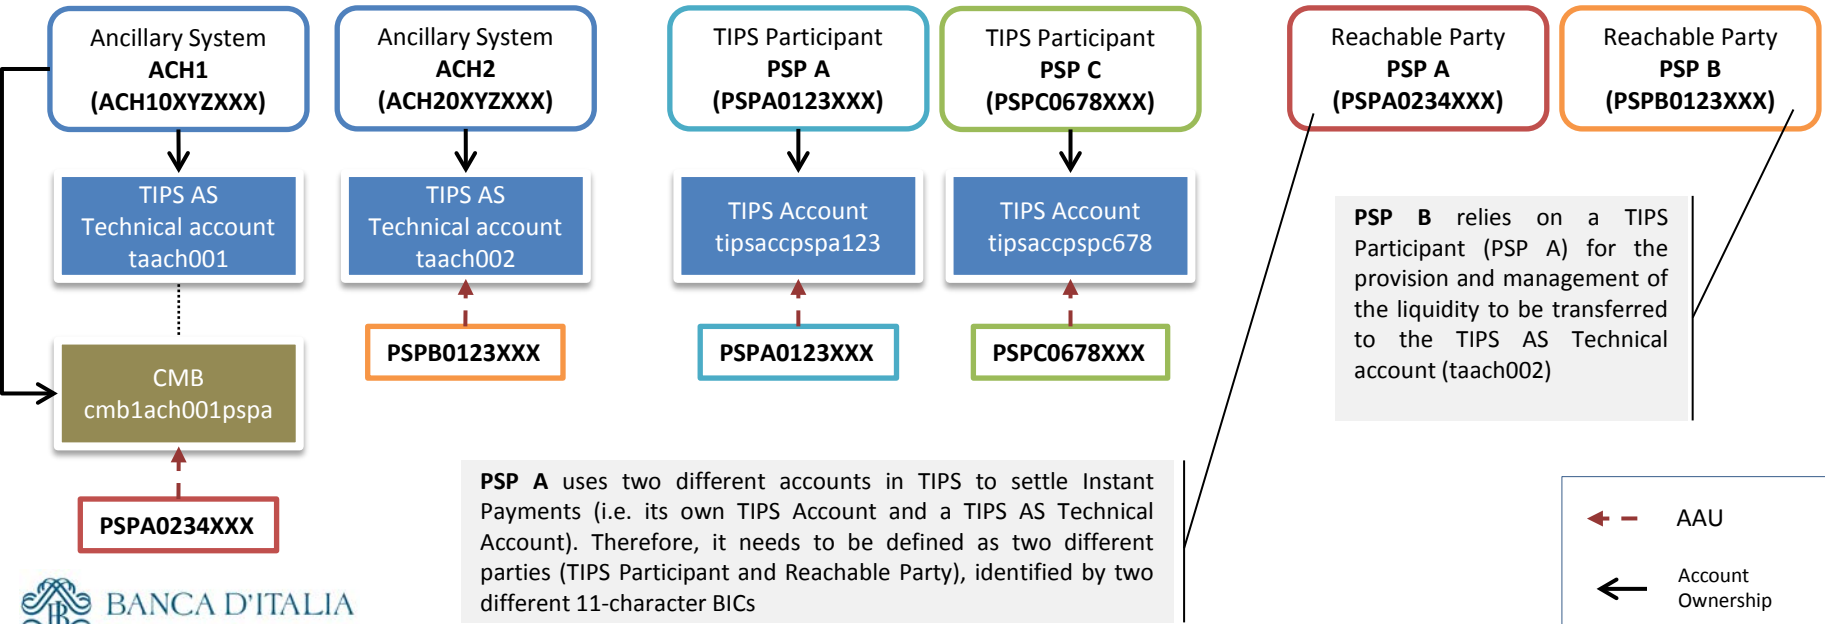 Ancillary System
ACH1
(ACH10XYZXXX)
Ancillary System
ACH2
(ACH20XYZXXX)
TIPS Participant
PSP A
(PSPA0123XXX)
TIPS Participant
PSP C
(PSPC0678XXX)
Reachable Party
PSP A
(PSPA0234XXX)
Reachable Party
PSP B
(PSPB0123XXX)
TIPS AS
Technical account
taach001
TIPS AS
Technical account
taach002
TIPS Account
tipsaccpspa123
TIPS Account
tipsaccpspc678
PSP B relies on a TIPS
Participant (PSP A) for the
provision and management of
the liquidity to be transferred
to the TIPS AS Technical
account (taach002)
CMB
cmb1ach001pspa
PSPB0123XXX
PSPA0123XXX
PSPC0678XXX
PSPA0234XXX
PSP A uses two different accounts in TIPS to settle Instant
Payments (i.e. its own TIPS Account and a TIPS AS Technical
Account). Therefore, it needs to be defined as two different
parties (TIPS Participant and Reachable Party), identified by two
different 11-character BICs
AAU
Account
Ownership
BANCA D'ITALIA